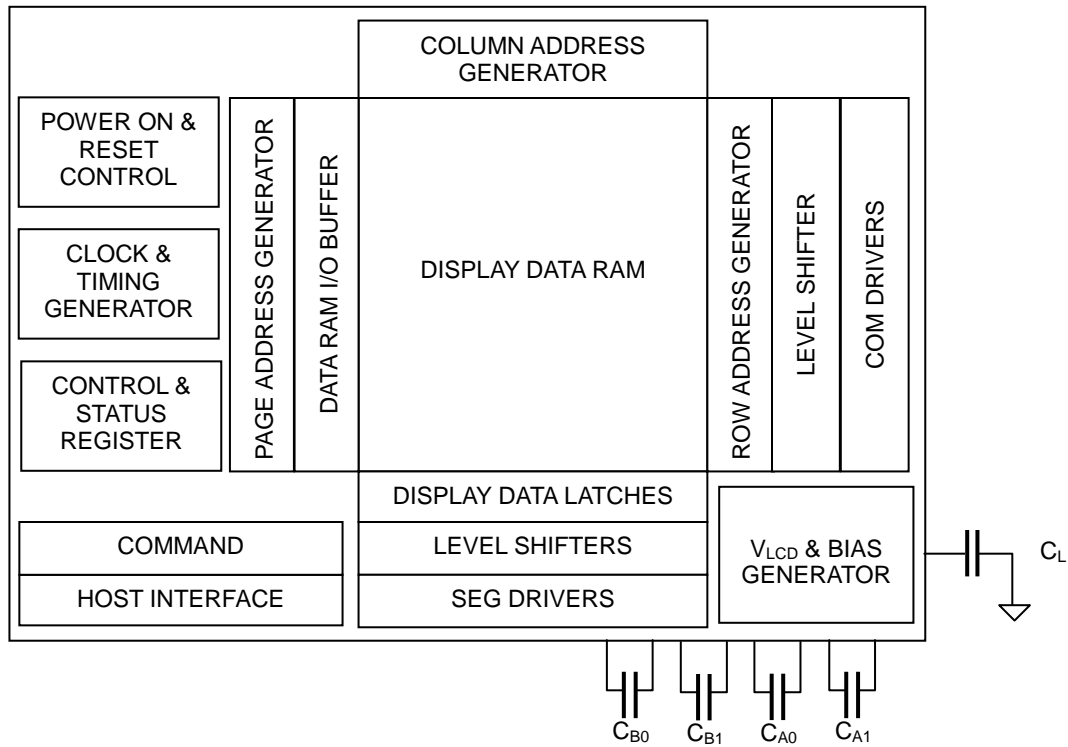 COLUMN ADDRESS
GENERATOR
POWER ON &
RESET
CONTROL
CLOCK &
TIMING
GENERATOR
CONTROL &
STATUS
REGISTER
PAGE ADDRESS GENERATOR
DATA RAM I/O BUFFER
DISPLAY DATA RAM
ROW ADDRESS GENERATOR
LEVEL SHIFTER
COM DRIVERS
DISPLAY DATA LATCHES
COMMAND
LEVEL SHIFTERS
HOST INTERFACE
SEG DRIVERS
VLCD & BIAS
GENERATOR
CL
CB0
CB1
CA0
CA1